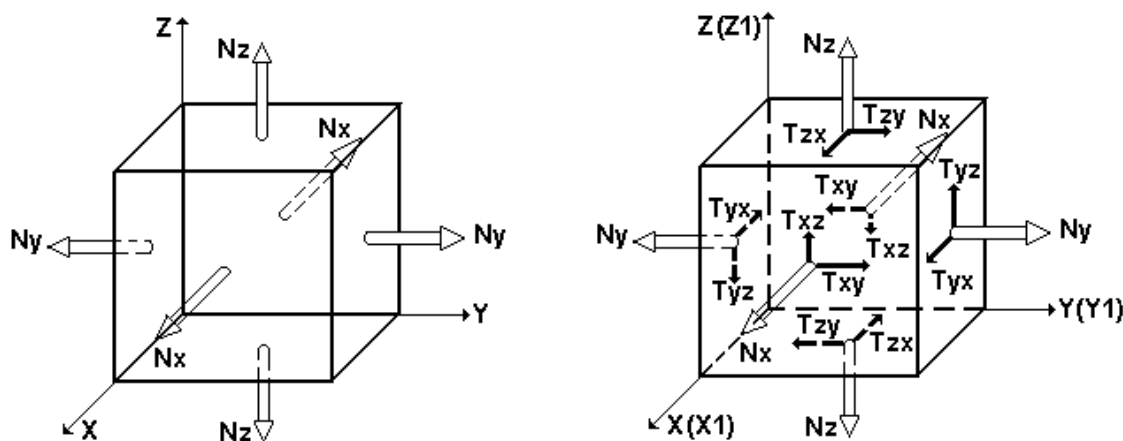 Z
Nz
Nx
Ny
Ny
Y
Nx
X
Nz
Z(Z1)
Nz
Nx
Tzy
Tzx
Tyz
Txy
Tyx
Txz
Ny
Ny
Txz
Tyx
Tyz
Txy
Y(Y1)
Tzy
Tzx
Nx
X(X1)
Nz